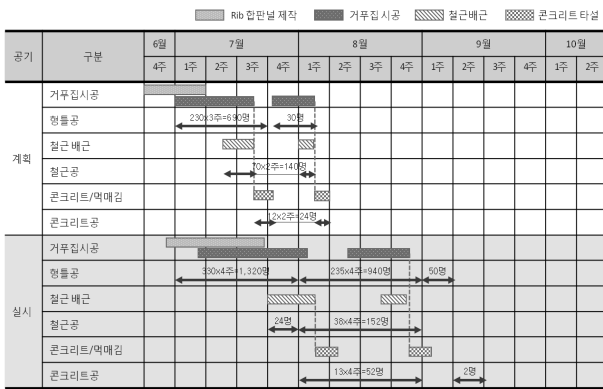 Rib 합판널 제작 거푸집 시공 철근배근 콘크리트 타설
공기 구분 6월 7월 8월 9월 10월
4주 1주 2주 3주 4주 1주 2주 3주 4주 1주 2주 3주 4주 1주 2주
계획
거푸집시공
형틀공 230x3주=690명 30명
철근 배근
철근공 70x2주=140명
콘크리트/먹매김
콘크리트공 12x2주=24명
실시
거푸집시공
형틀공 330x4주=1,320명 235x4주=940명 50명
철근 배근
철근공 24명 38x4주=152명
콘크리트/먹매김
콘크리트공 13x4주=52명 2명